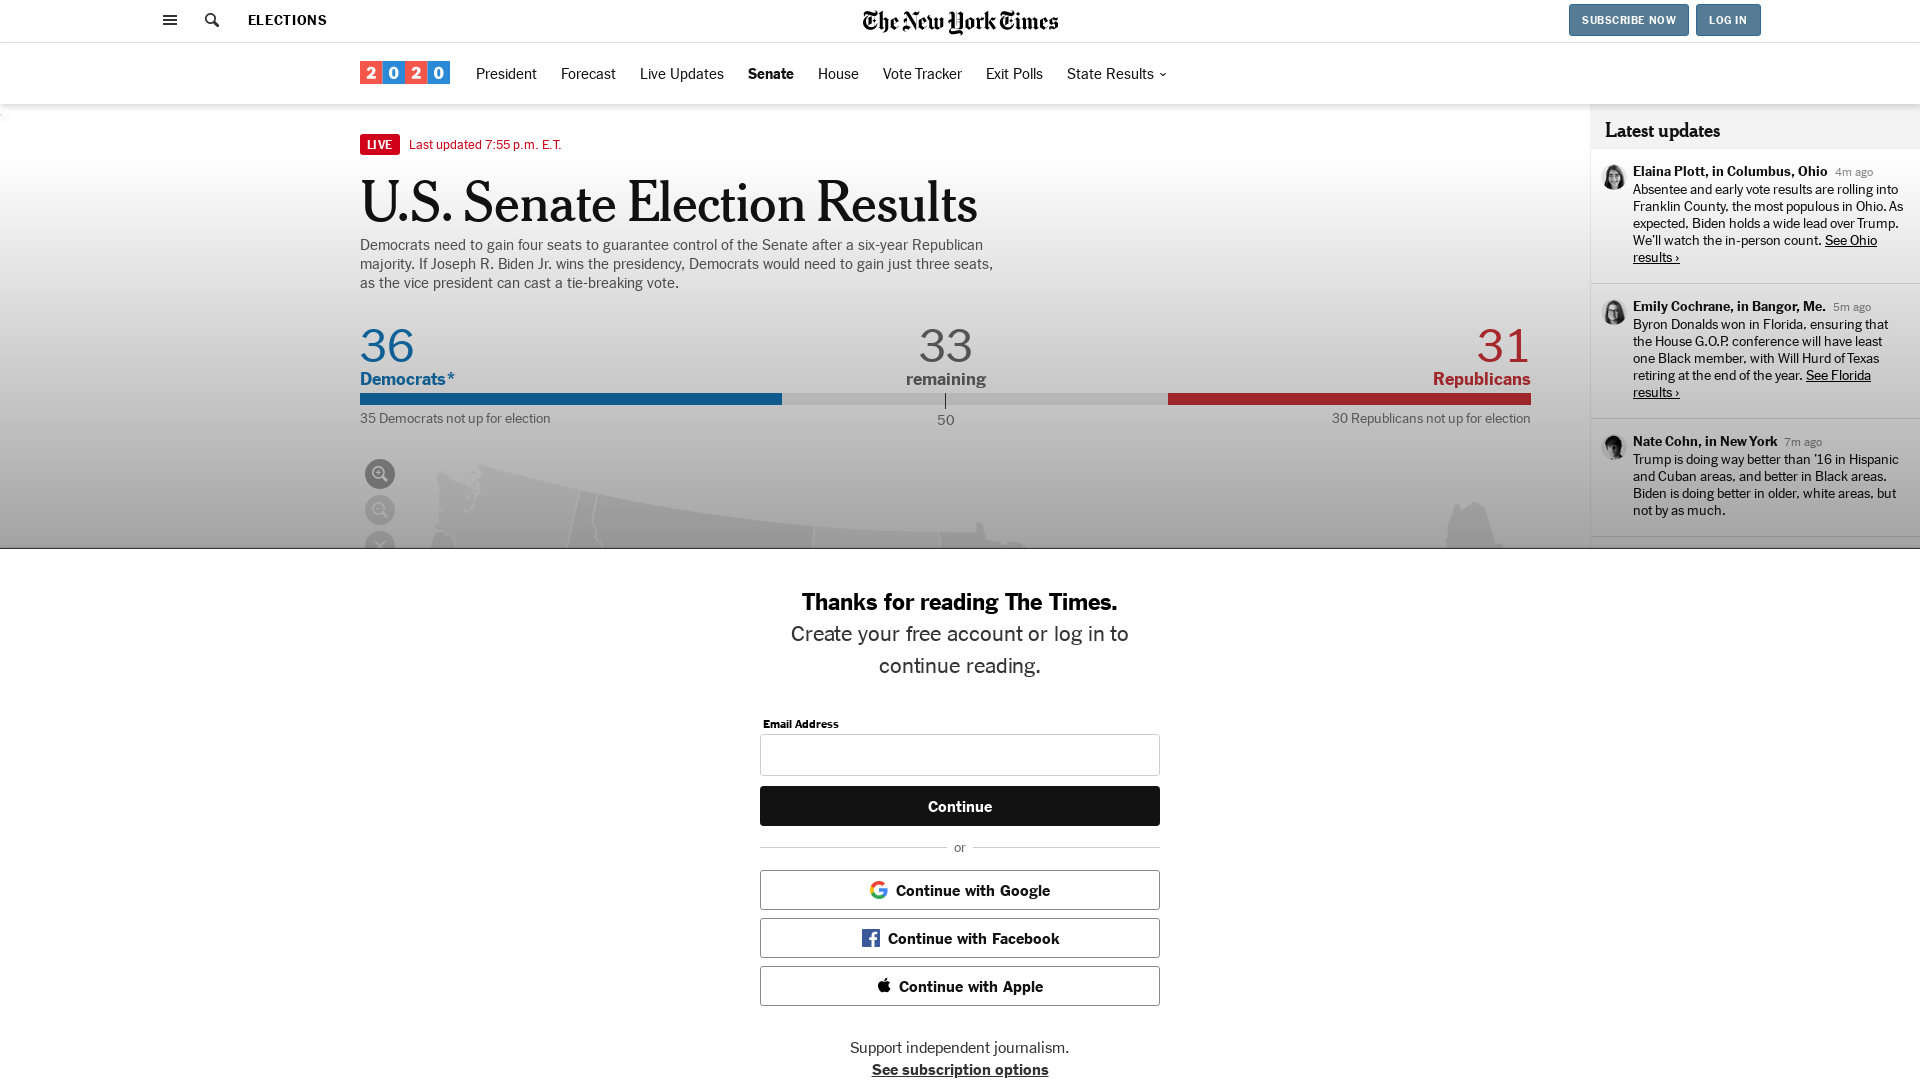 ELECTIONS
The New York Times
SUBSCRIBE NOW
LOG IN
2020
President
Forecast
Live Updates
Senate
House
Vote Tracker
Exit Polls
State Results
LIVE
Last updated 7:55 p.m. E.T.
U.S. Senate Election Results
Democrats need to gain four seats to guarantee control of the Senate after a six-year Republican
majority. If Joseph R. Biden Jr. wins the presidency, Democrats would need to gain just three seats,
as the vice president can cast a tie-breaking vote.
36
Democrats*
33
remaining
31
Republicans
35 Democrats not up for election
50
30 Republicans not up for election
Latest updates
Elaina Plott, in Columbus, Ohio 4m ago
Absentee and early vote results are rolling into
Franklin County, the most populous in Ohio. As
expected, Biden holds a wide lead over Trump.
We'll watch the in-person count. See Ohio
results ›
Emily Cochrane, in Bangor, Me. 5m ago
Byron Donalds won in Florida, ensuring that
the House G.O.P. conference will have least
one Black member, with Will Hurd of Texas
retiring at the end of the year. See Florida
results ›
Nate Cohn, in New York 7m ago
Trump is doing way better than '16 in Hispanic
and Cuban areas, and better in Black areas.
Biden is doing better in older, white areas, but
not by as much.
Thanks for reading The Times.
Create your free account or log in to
continue reading.
Email Address
Continue
or
Continue with Google
Continue with Facebook
Continue with Apple
Support independent journalism.
See subscription options